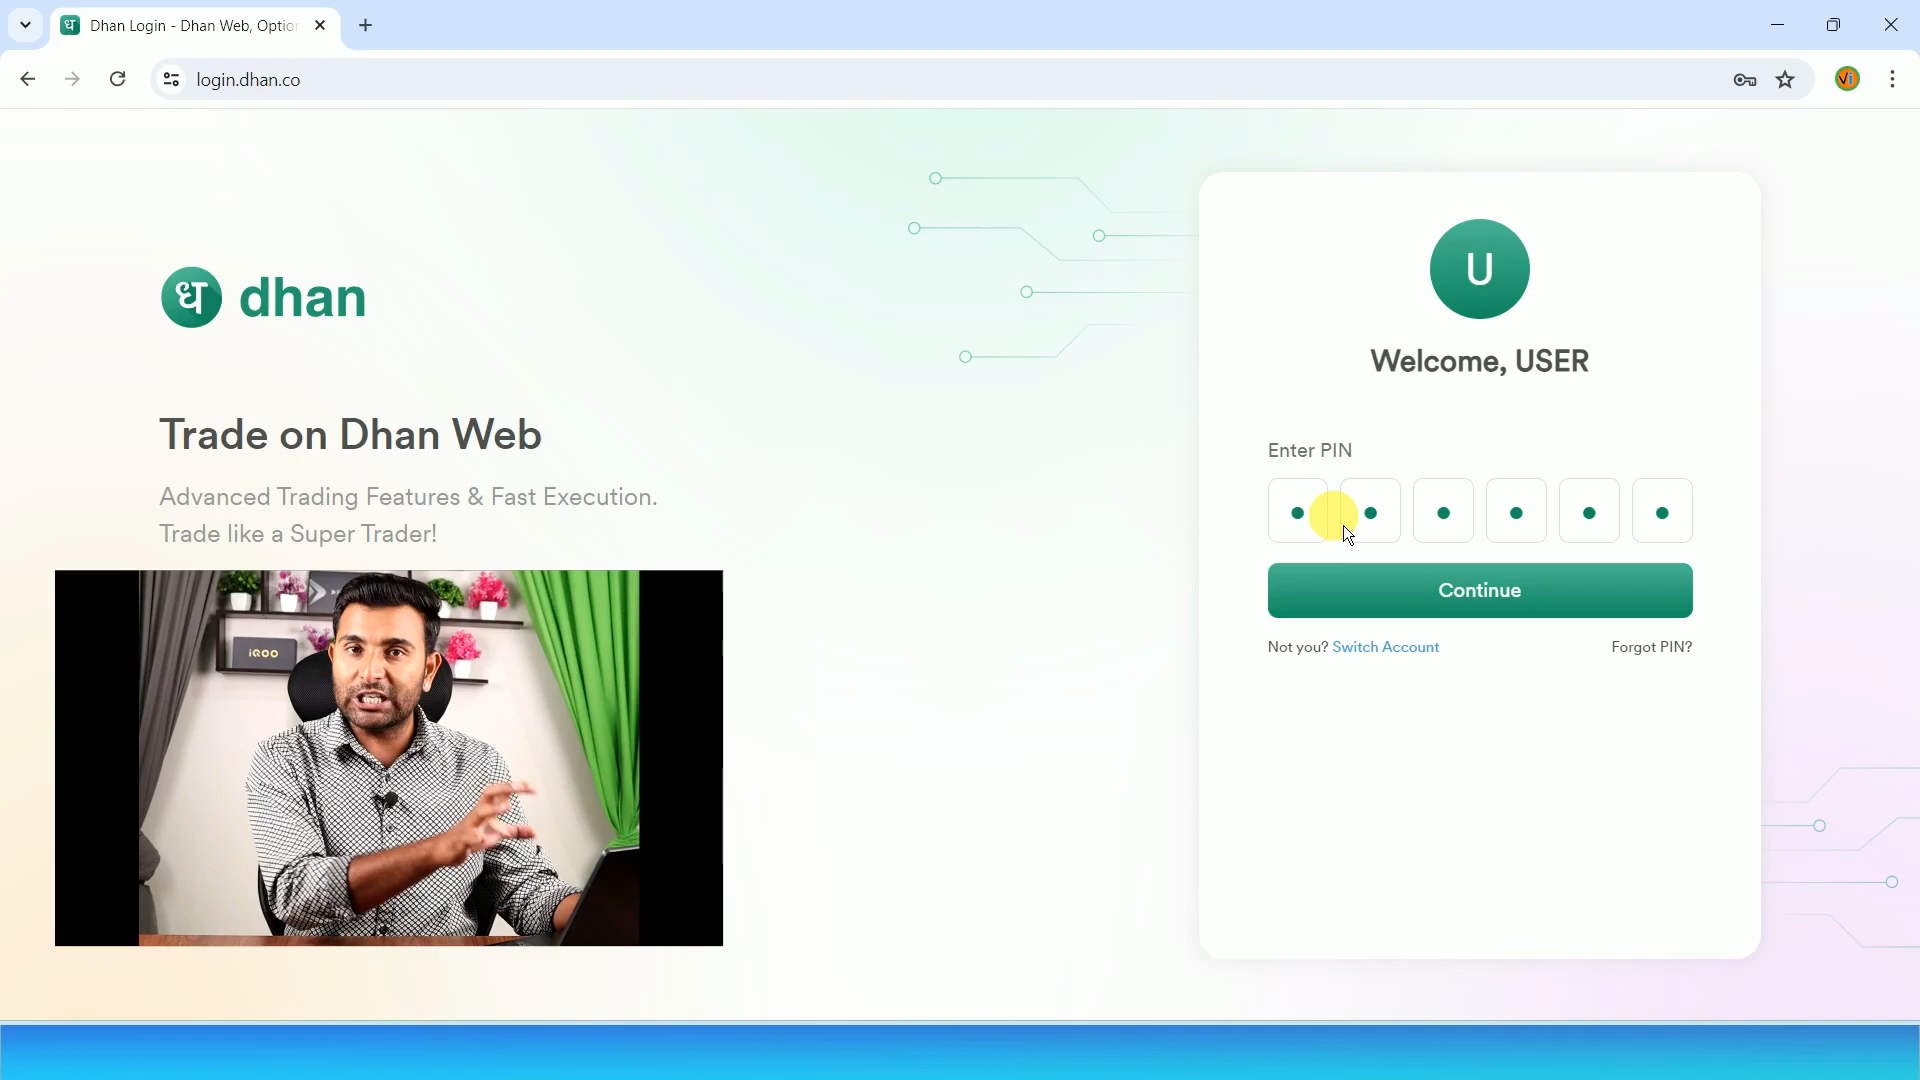 Dhan Login - Dhan Web, Optio
login.dhan.co
Vi
ध dhan
Trade on Dhan Web
Advanced Trading Features & Fast Execution.
Trade like a Super Trader!
iQOO
U
Welcome, USER
Enter PIN
Continue
Not you? Switch Account
Forgot PIN?